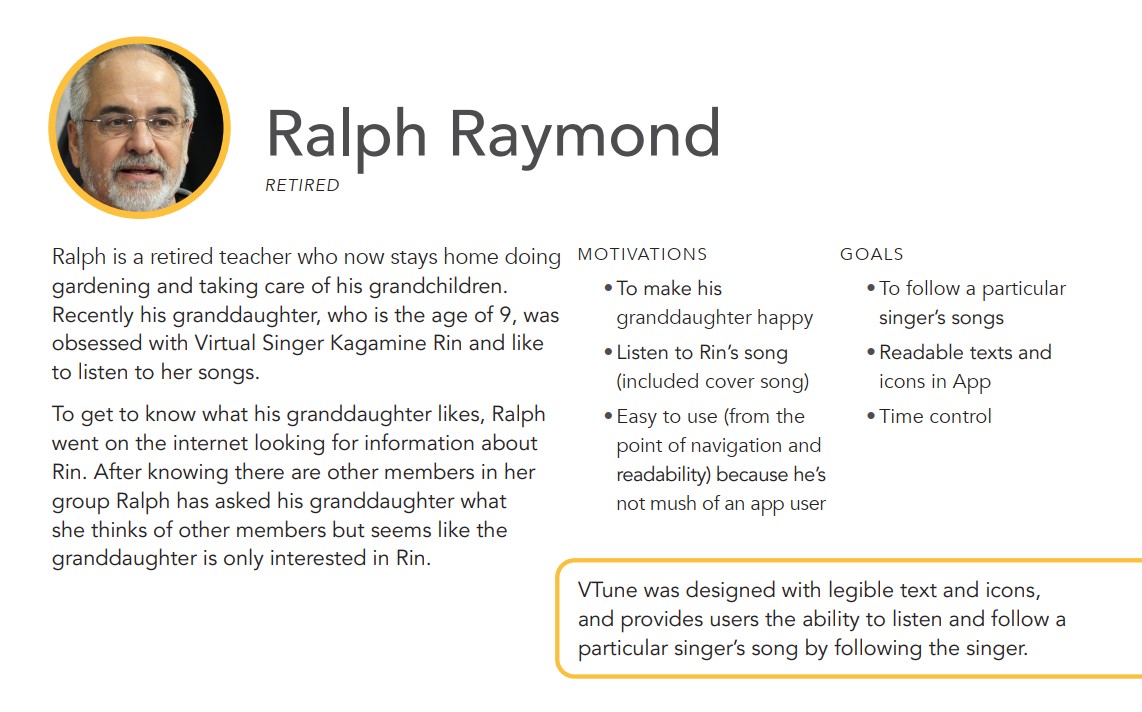 Ralph Raymond
RETIRED
Ralph is a retired teacher who now stays home doing
gardening and taking care of his grandchildren.
Recently his granddaughter, who is the age of 9, was
obsessed with Virtual Singer Kagamine Rin and like
to listen to her songs.
To get to know what his granddaughter likes, Ralph
went on the internet looking for information about
Rin. After knowing there are other members in her
group Ralph has asked his granddaughter what
she thinks of other members but seems like the
granddaughter is only interested in Rin.
MOTIVATIONS
• To make his
granddaughter happy
• Listen to Rin's song
(included cover song)
• Easy to use (from the
point of navigation and
readability) because he's
not mush of an app user
GOALS
• To follow a particular
singer's songs
• Readable texts and
icons in App
• Time control
VTune was designed with legible text and icons,
and provides users the ability to listen and follow a
particular singer's song by following the singer.